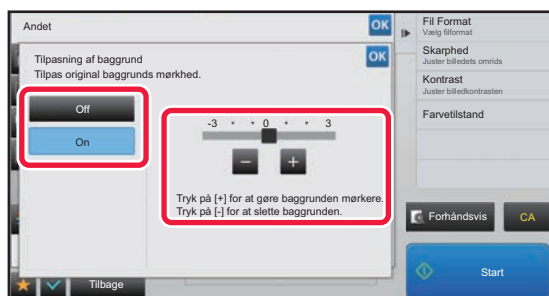 Andet
OK
Tilpasning af baggrund
Tilpas original baggrunds mørkhed.
OK
Off
On
-3 • • 0 • • 3
− +
Tryk på [+] for at gøre baggrunden mørkere.
Tryk på [-] for at slette baggrunden.
Tilbage
Fil Format
Vælg filformat
Skarphed
Juster billedets omrids
Kontrast
Juster billedkontrasten
Farvetilstand
Forhåndsvis
CA
Start